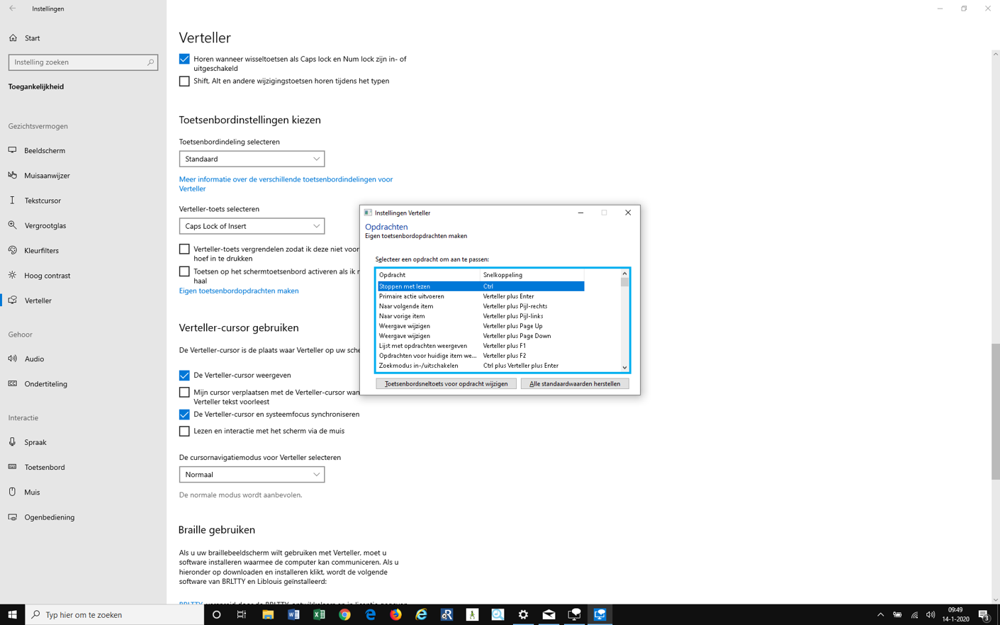 Instellingen
Start
Instelling zoeken
Toegankelijkheid
Gezichtsvermogen
Beeldscherm
Muisaanwijzer
Tekstcursor
Vergrootglas
Kleurfilters
Hoog contrast
Verteller
Gehoor
Audio
Ondertiteling
Interactie
Spraak
Toetsenbord
Muis
Ogenbediening
Verteller
Horen wanneer wisseltoetsen als Caps lock en Num lock zijn in- of
uitgeschakeld
Shift, Alt en andere wijzigingstoetsen horen tijdens het typen
Toetsenbordinstellingen kiezen
Toetsenbordindeling selecteren
Standaard
Meer informatie over de verschillende toetsenbordindelingen voor
Verteller
Verteller-toets selecteren
Caps Lock of Insert
Verteller-toets vergrendelen zodat ik deze niet voor
hoef in te drukken
Toetsen op het schermtoetsenbord activeren als ik
haal
Eigen toetsenbordopdrachten maken
Verteller-cursor gebruiken
De Verteller-cursor is de plaats waar Verteller op uw
De Verteller-cursor weergeven
Mijn cursor verplaatsen met de Verteller-cursor
Verteller tekst voorleest
De Verteller-cursor en systeemfocus synchroniseren
Lezen en interactie met het scherm via de muis
De cursornavigatiemodus voor Verteller selecteren
Normaal
De normale modus wordt aanbevolen.
Braille gebruiken
Als u uw braillebeeldscherm wilt gebruiken met Verteller, moet u
software installeren waarmee de computer kan communiceren. Als u
hieronder op downloaden en installeren klikt, wordt de volgende
software van BRLTTY en Liblouis geïnstalleerd:
Instellingen Verteller
Opdrachten
Eigen toetsenbordopdrachten maken
Selecteer een opdracht om aan te passen:
Opdracht Snelkoppeling
Stoppen met lezen Ctrl
Primaire actie uitvoeren Verteller plus Enter
Naar volgende item Verteller plus Pijl-rechts
Naar vorige item Verteller plus Pijl-links
Weergave wijzigen Verteller plus Page Up
Weergave wijzigen Verteller plus Page Down
Lijst met opdrachten weergeven Verteller plus F1
Opdrachten voor huidige item we... Verteller plus F2
Zoekmodus in-/uitschakelen Ctrl plus Verteller plus Enter
Toetsenbordsneltoets voor opdracht wijzigen Alle standaardwaarden herstellen
Typ hier om te zoeken
09:49
14-1-2020
3